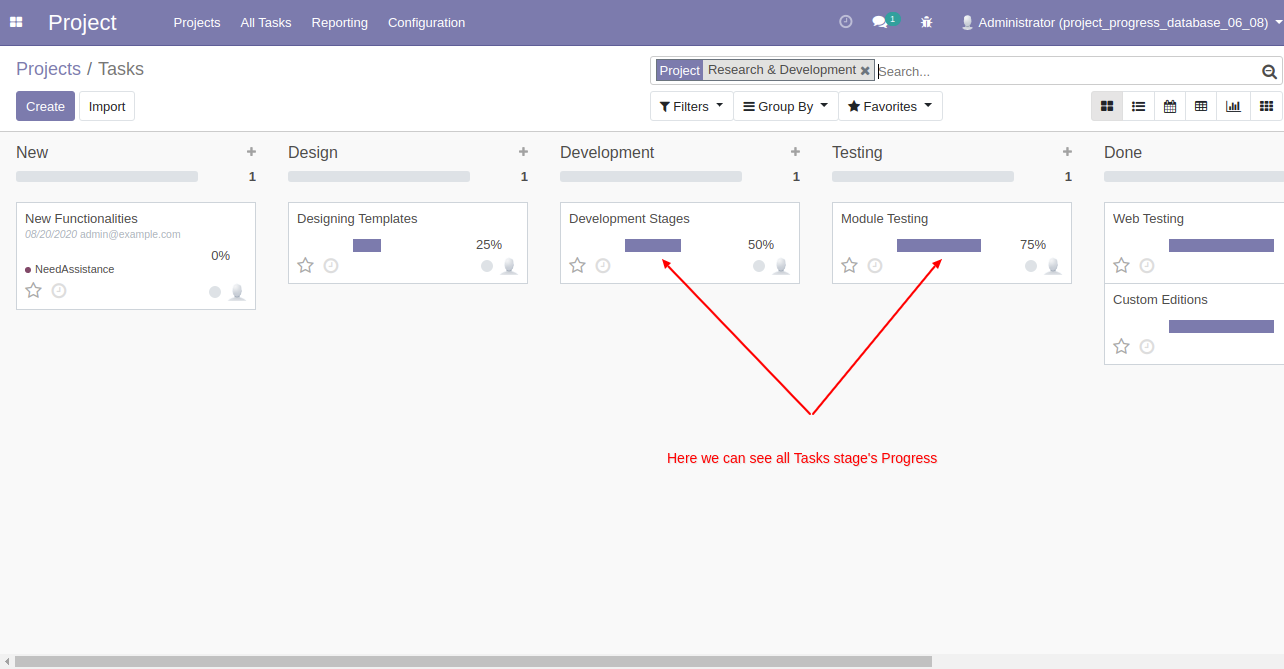 Project Projects All Tasks Reporting Configuration 1 Administrator (project_progress_database_06_08)
Projects / Tasks
Project Research & Development Search...
Create Import
Filters Group By Favorites
New Design Development Testing Done
1 1 1 1
New Functionalities
08/20/2020 admin@example.com
0%
NeedAssistance
Designing Templates
25%
Development Stages
50%
Module Testing
75%
Web Testing
Custom Editions
Here we can see all Tasks stage's Progress